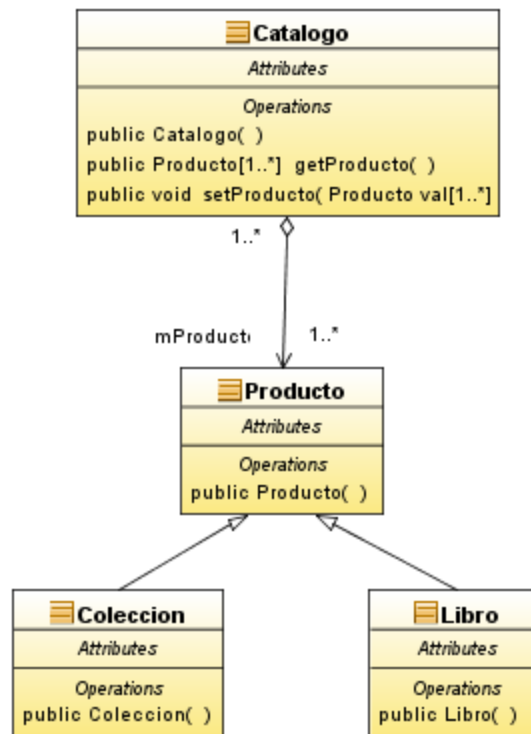 Catalogo
Attributes
Operations
public Catalogo( )
public Producto[1..*] getProducto( )
public void setProducto( Producto val[1..*]
1..*
mProducto
1..*
Producto
Attributes
Operations
public Producto( )
Coleccion
Attributes
Operations
public Coleccion( )
Libro
Attributes
Operations
public Libro( )